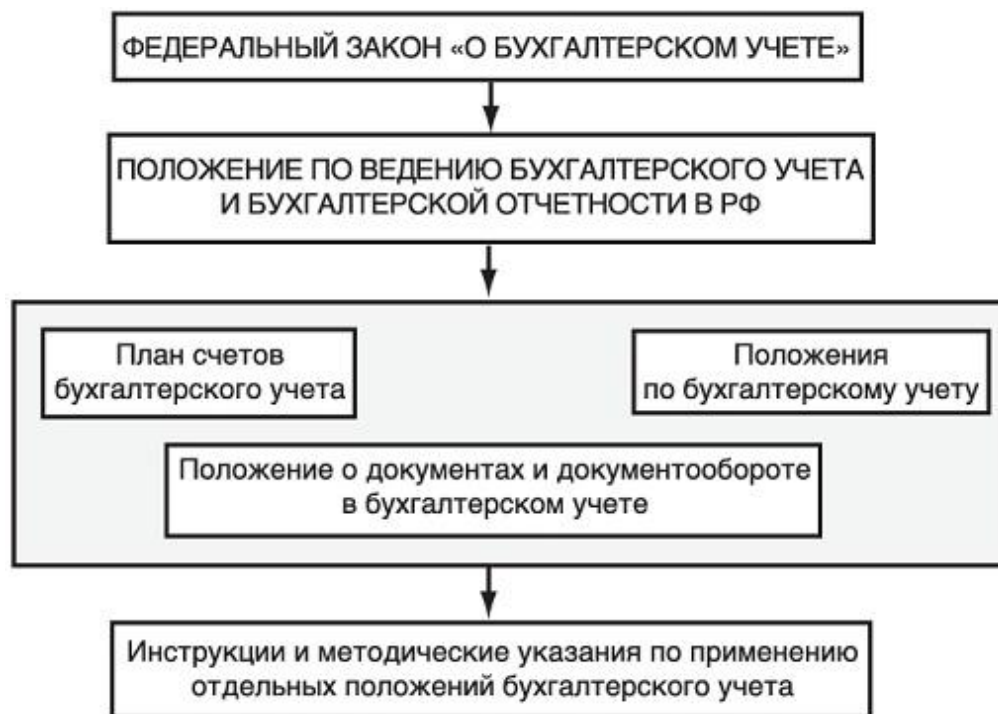 ФЕДЕРАЛЬНЫЙ ЗАКОН «О БУХГАЛТЕРСКОМ УЧЕТЕ»
ПОЛОЖЕНИЕ ПО ВЕДЕНИЮ БУХГАЛТЕРСКОГО УЧЕТА
И БУХГАЛТЕРСКОЙ ОТЧЕТНОСТИ В РФ
План счетов
бухгалтерского учета
Положения
по бухгалтерскому учету
Положение о документах и документообороте
в бухгалтерском учете
Инструкции и методические указания по применению
отдельных положений бухгалтерского учета